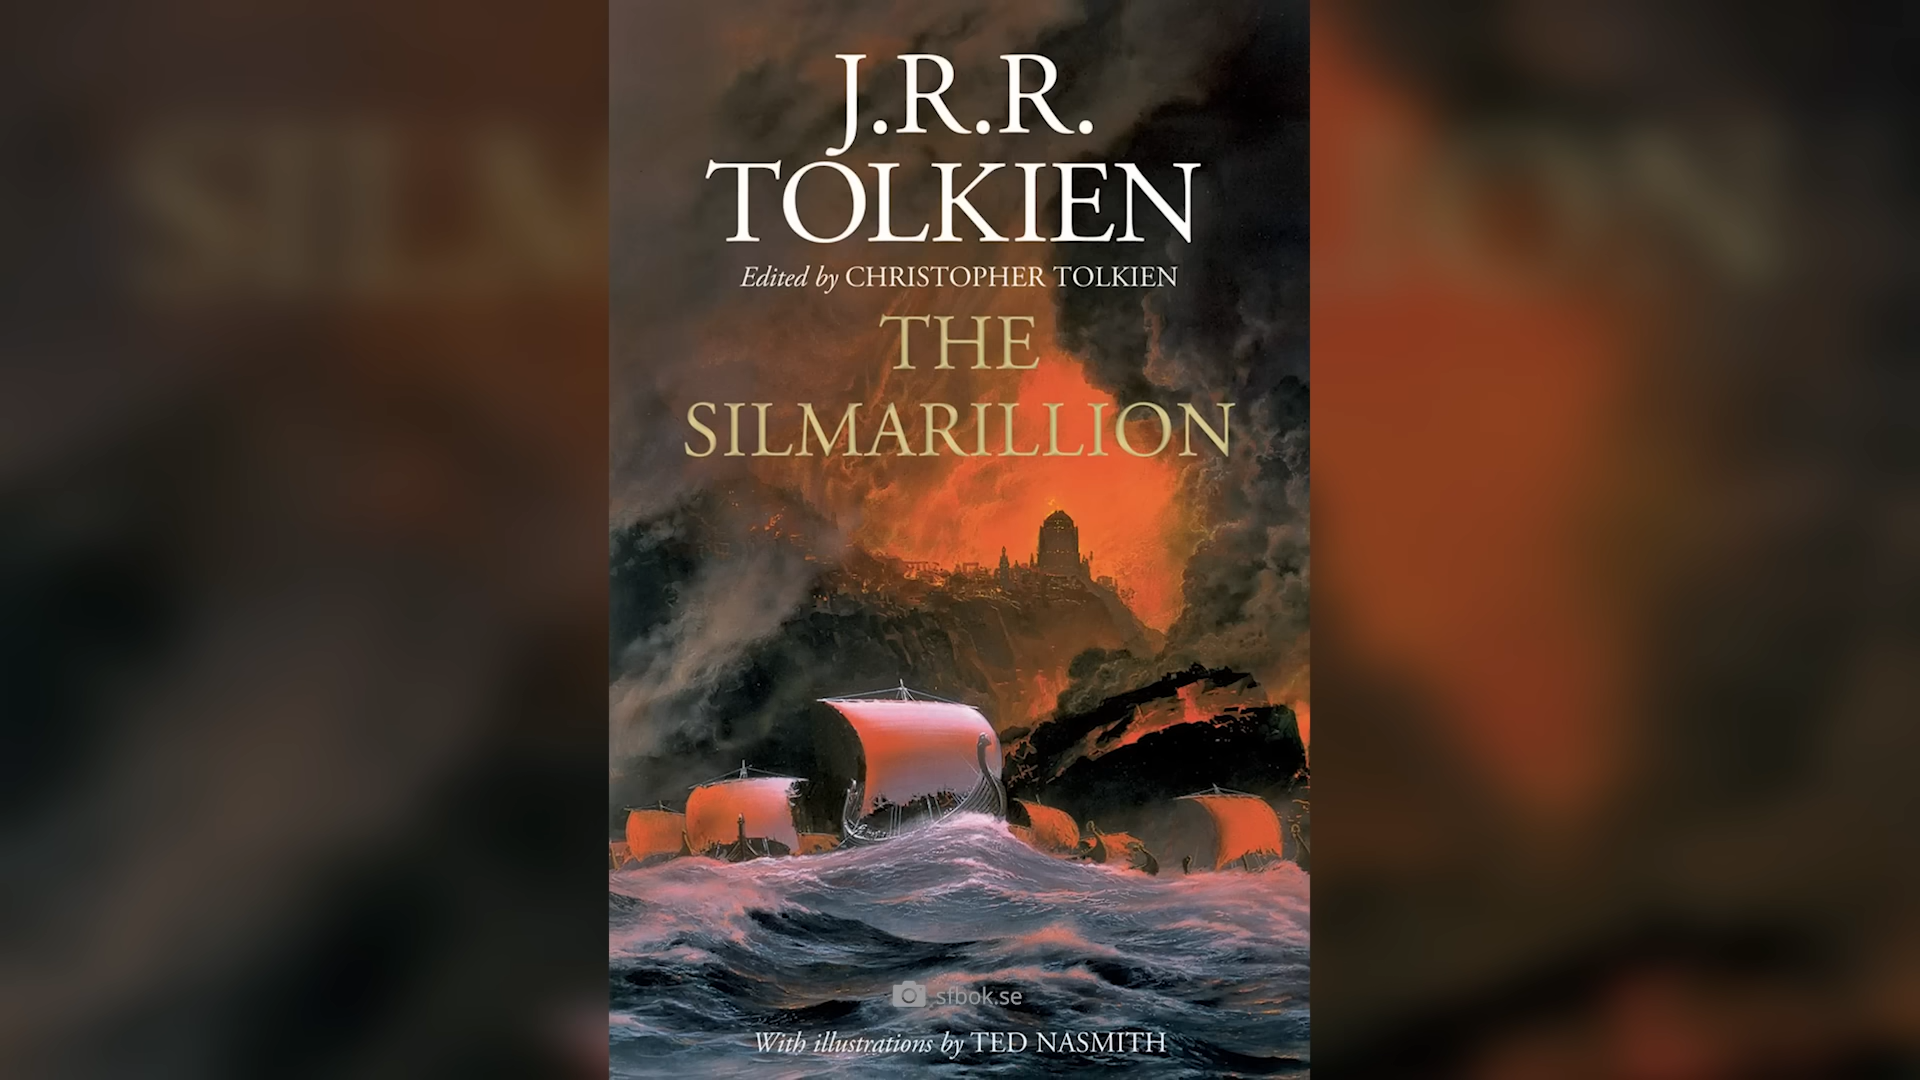 J.R.R.
TOLKIEN
Edited by CHRISTOPHER TOLKIEN
THE
SILMARILLION
sfbok.se
With illustrations by TED NASMITH